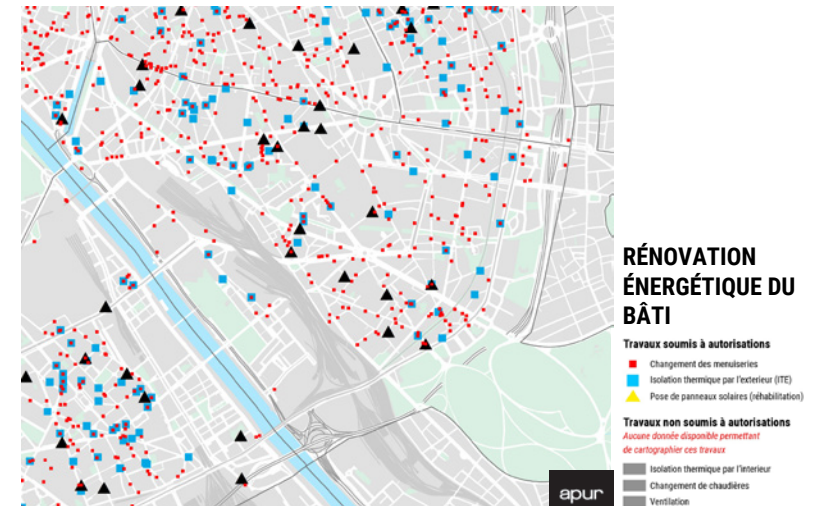 RÉNOVATION
ÉNERGÉTIQUE DU
BÂTI
Travaux soumis à autorisations
Changement des menuiseries
Isolation thermique par l'exterieur (ITE)
Pose de panneaux solaires (réhabilitation)
Travaux non soumis à autorisations
Aucune donnée disponible permettant
de cartographier ces travaux
Isolation thermique par l'interieur
Changement de chaudières
Ventilation
apur